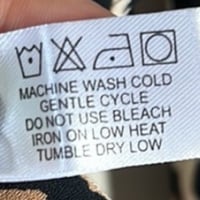 MACHINE WASH COLD
GENTLE CYCLE
DO NOT USE BLEACH
IRON ON LOW HEAT
TUMBLE DRY LOW